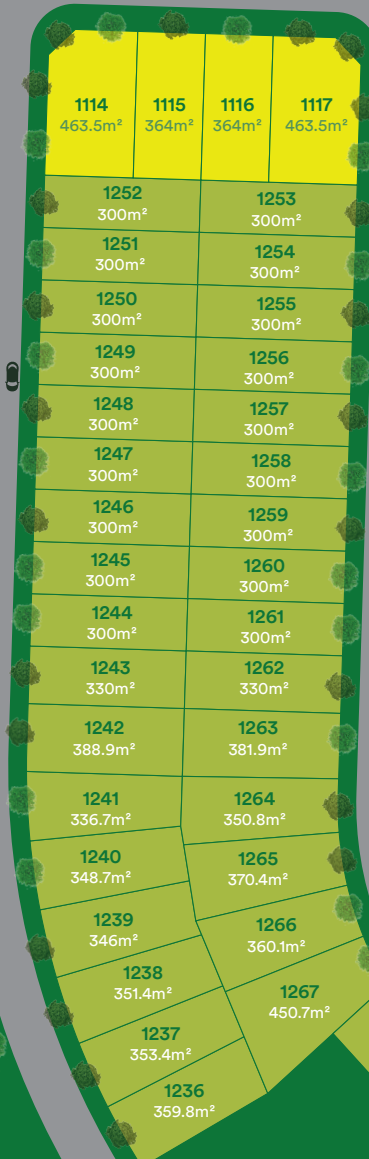 1114
463.5m²
1115
364m²
1116
364m²
1117
463.5m²
1252
300m²
1253
300m²
1251
300m²
1254
300m²
1250
300m²
1255
300m²
1249
300m²
1256
300m²
1248
300m²
1257
300m²
1247
300m²
1258
300m²
1246
300m²
1259
300m²
1245
300m²
1260
300m²
1244
300m²
1261
300m²
1243
330m²
1262
330m²
1242
388.9m²
1263
381.9m²
1241
336.7m²
1264
350.8m²
1240
348.7m²
1265
370.4m²
1239
346m²
1266
360.1m²
1238
351.4m²
1267
450.7m²
1237
353.4m²
1236
359.8m²